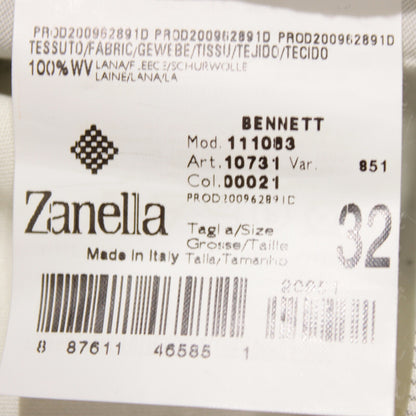 PROD200962891D PROD200962891D PROD200962891D
TESSUTO/FABRIC/GEWEBE/TISSU/TEJIDO/TECIDO
100%WV LANA/FLEECE/SCHURWOLLE
LAINE/LANA/LA
BENNETT
Mod. 111083
Art. 10731 Var. 851
Col. 00021
PROD200962891D
Zanella
Made in Italy
Taglia/Size
Grosse/Taille
Talla/Tamanho
32
8 87611 46585 1